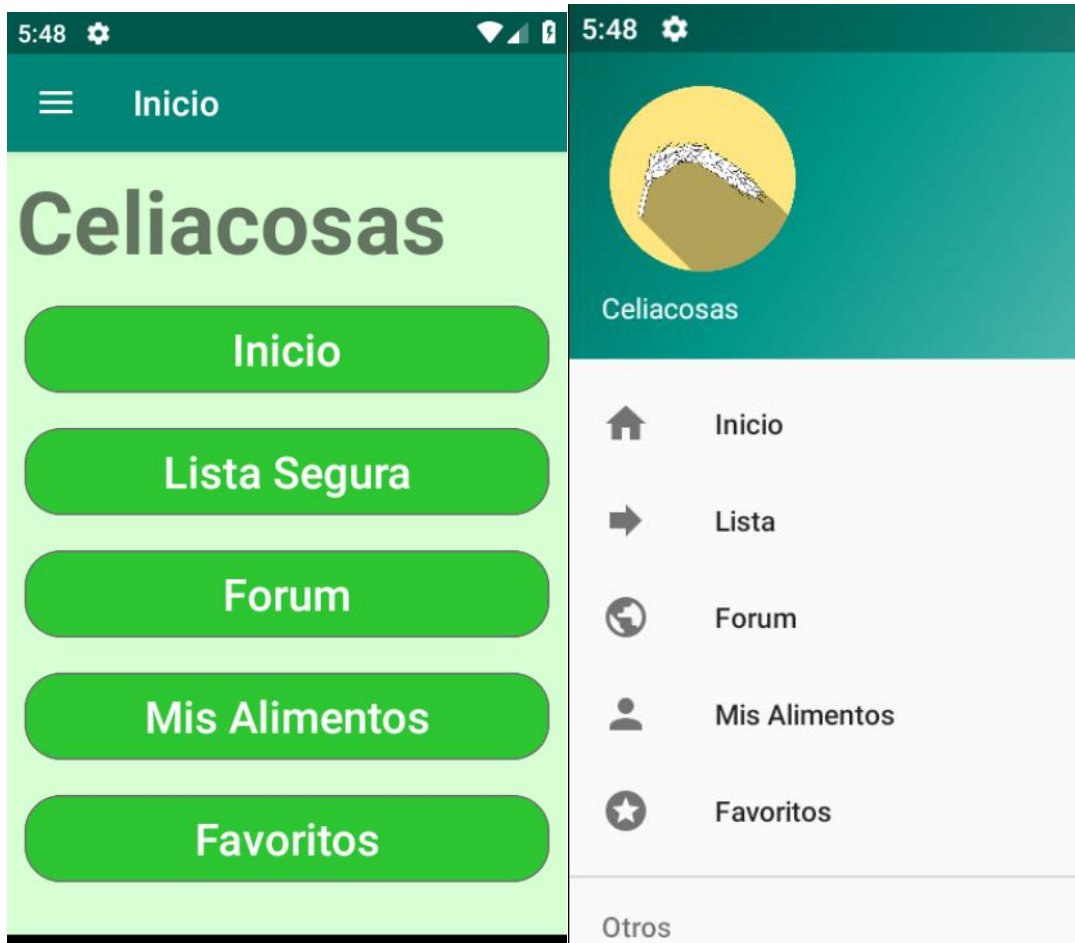 5:48
Inicio
Celiacosas
Inicio
Lista Segura
Forum
Mis Alimentos
Favoritos
5:48
Celiacosas
Inicio
Lista
Forum
Mis Alimentos
Favoritos
Otros